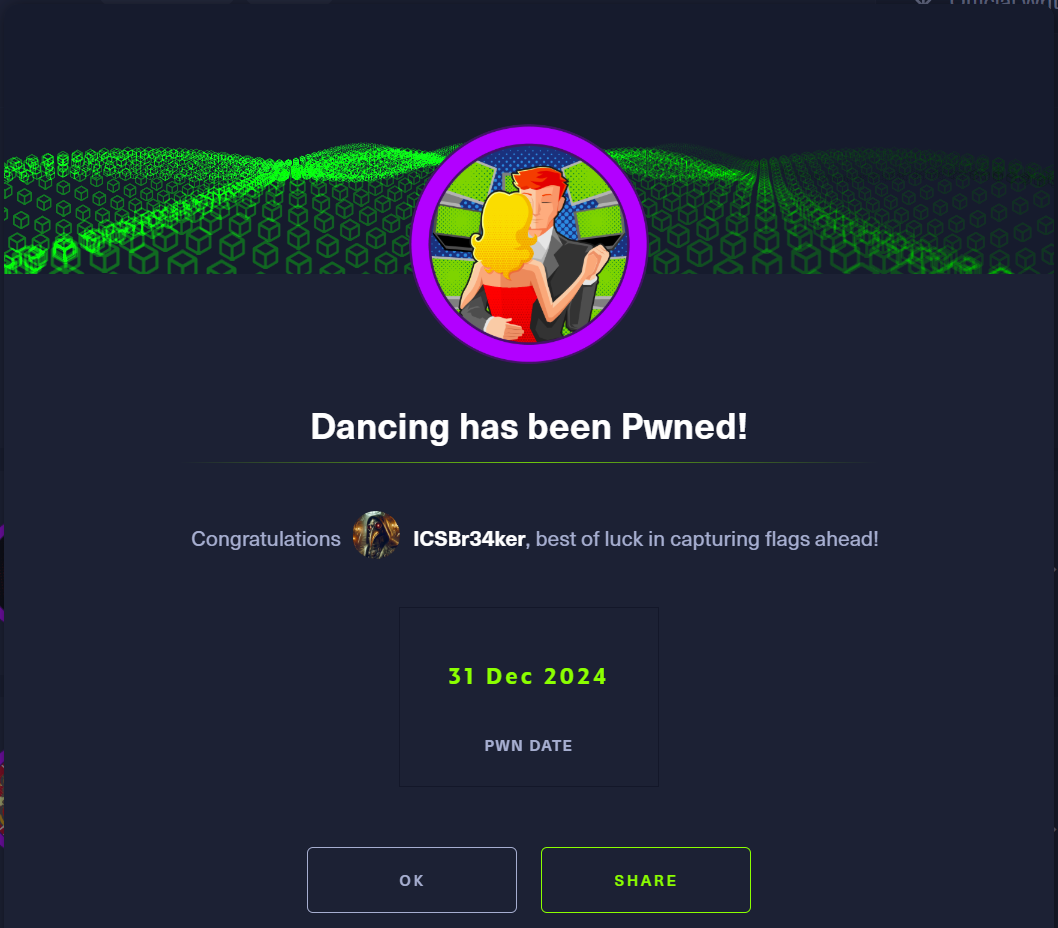 Dancing has been Pwned!
Congratulations ICSBr34ker, best of luck in capturing flags ahead!
31 Dec 2024
PWN DATE
OK SHARE